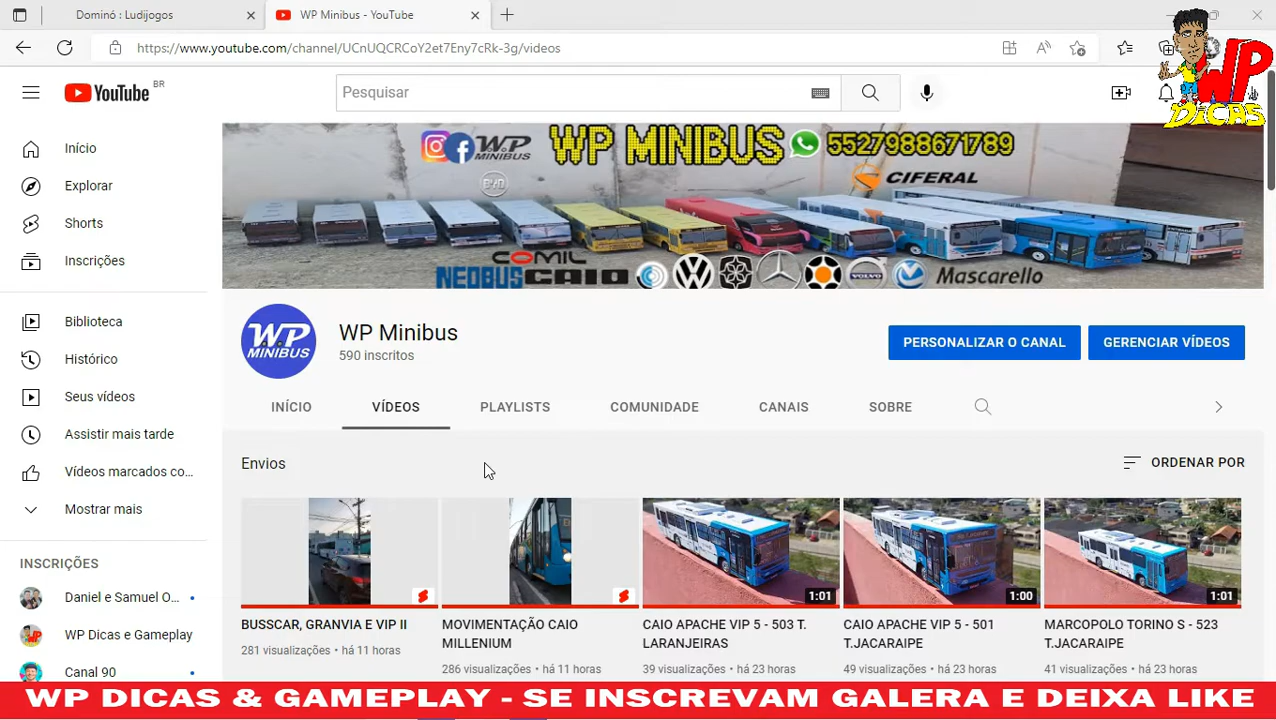 Dominó : Ludijogos
WP Minibus - YouTube
https://www.youtube.com/channel/UCnUQCRCoY2et7Eny7cRk-3g/videos
YouTube BR
Pesquisar
WP
DICAS
Início
Explorar
Shorts
Inscrições
Biblioteca
Histórico
Seus vídeos
Assistir mais tarde
Vídeos marcados co...
Mostrar mais
INSCRIÇÕES
Daniel e Samuel O...
WP Dicas e Gameplay
Canal 90
W.P MINIBUS
WP MINIBUS
5527988671789
BYD
CIFERAL
COMIL
NEOBUS CAIO
VOLVO
Mascarello
WP
MINIBUS
WP Minibus
590 inscritos
PERSONALIZAR O CANAL
GERENCIAR VÍDEOS
INÍCIO
VÍDEOS
PLAYLISTS
COMUNIDADE
CANAIS
SOBRE
Envios
ORDENAR POR
1:01
1:00
1:01
BUSSCAR, GRANVIA E VIP II
281 visualizações • há 11 horas
MOVIMENTAÇÃO CAIO
MILLENIUM
286 visualizações • há 11 horas
CAIO APACHE VIP 5 - 503 T.
LARANJEIRAS
39 visualizações • há 23 horas
CAIO APACHE VIP 5 - 501
T.JACARAIPE
49 visualizações • há 23 horas
MARCOPOLO TORINO S - 523
T.JACARAIPE
41 visualizações • há 23 horas
WP DICAS & GAMEPLAY - SE INSCREVAM GALERA E DEIXA LIKE